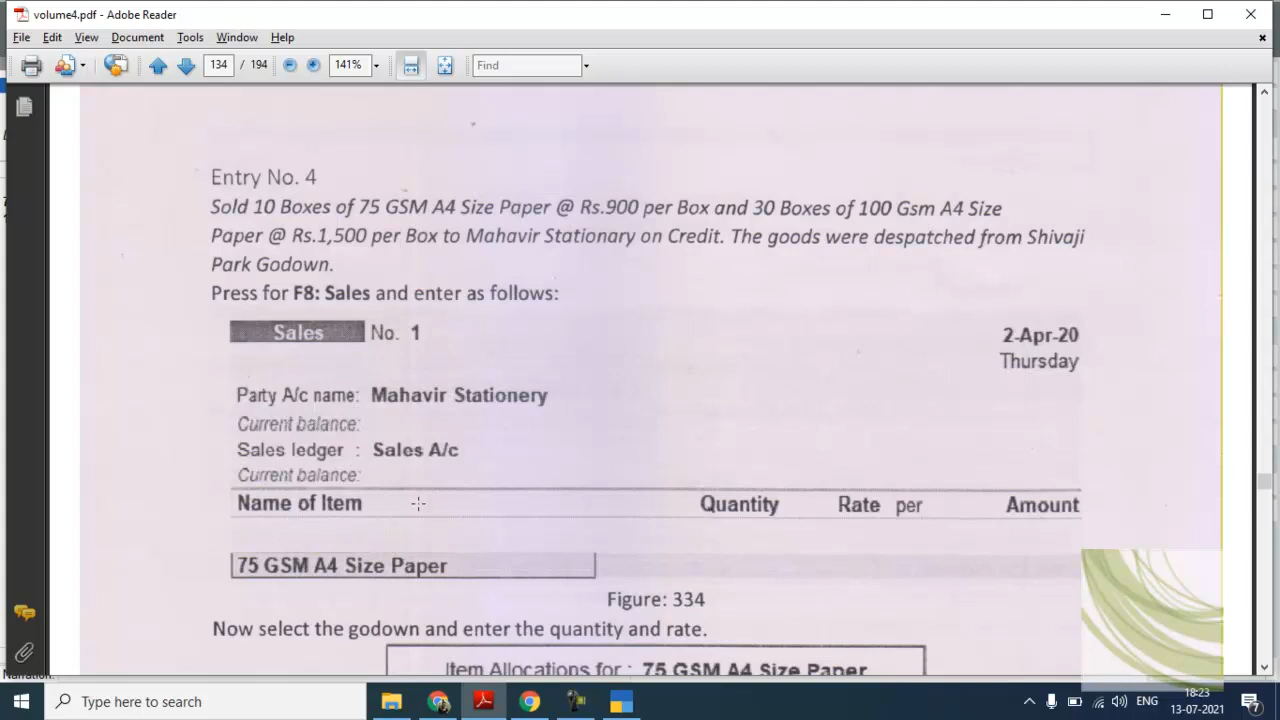 volume4.pdf - Adobe Reader
File Edit View Document Tools Window Help
134 / 194 141% Find
Entry No. 4
Sold 10 Boxes of 75 GSM A4 Size Paper @ Rs.900 per Box and 30 Boxes of 100 Gsm A4 Size
Paper @ Rs.1,500 per Box to Mahavir Stationary on Credit. The goods were despatched from Shivaji
Park Godown.
Press for F8: Sales and enter as follows:
Sales No. 1 2-Apr-20
Thursday
Party A/c name: Mahavir Stationery
Current balance:
Sales ledger : Sales A/c
Current balance:
Name of Item Quantity Rate per Amount
75 GSM A4 Size Paper
Figure: 334
Now select the godown and enter the quantity and rate.
Item Allocations for : 75 GSM A4 Size Paper
Narration:
Type here to search
ENG
18:23
13-07-2021
7